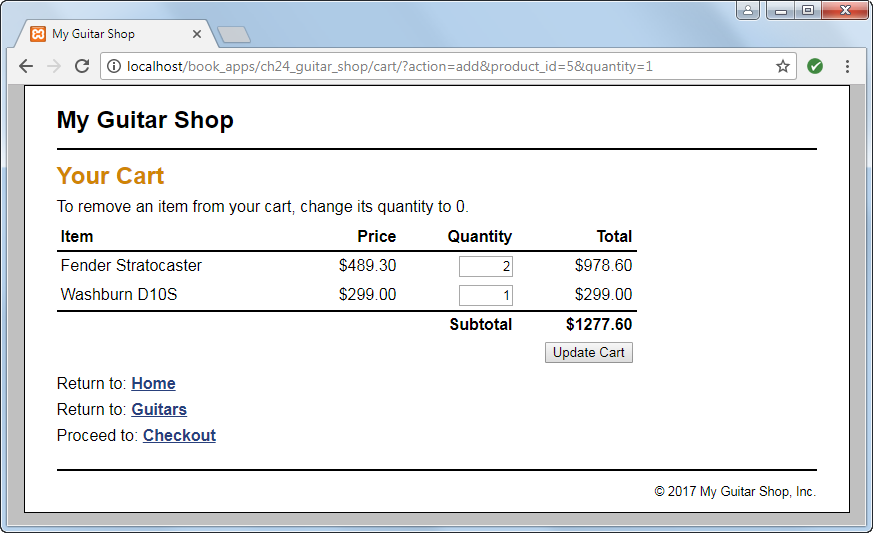 My Guitar Shop
localhost/book_apps/ch24_guitar_shop/cart/?action=add&product_id=5&quantity=1
My Guitar Shop
Your Cart
To remove an item from your cart, change its quantity to 0.
Item Price Quantity Total
Fender Stratocaster $489.30 2 $978.60
Washburn D10S $299.00 1 $299.00
Subtotal $1277.60
Update Cart
Return to: Home
Return to: Guitars
Proceed to: Checkout
© 2017 My Guitar Shop, Inc.